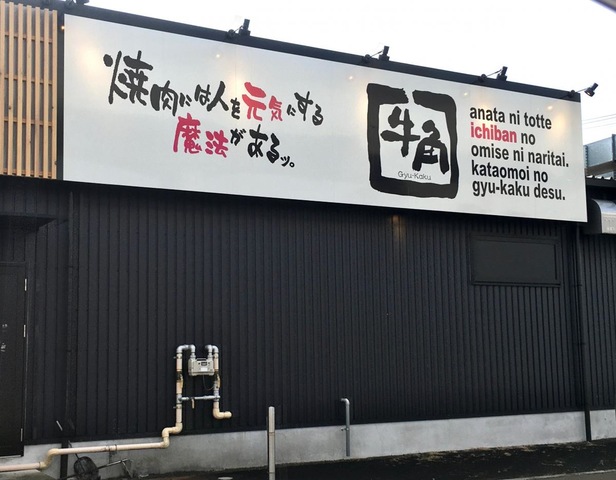 焼肉には人を元気にする
魔法があるッ。
牛角
Gyu-Kaku
anata ni totte
ichiban no
omise ni naritai.
kataomoi no
gyu-kaku desu.